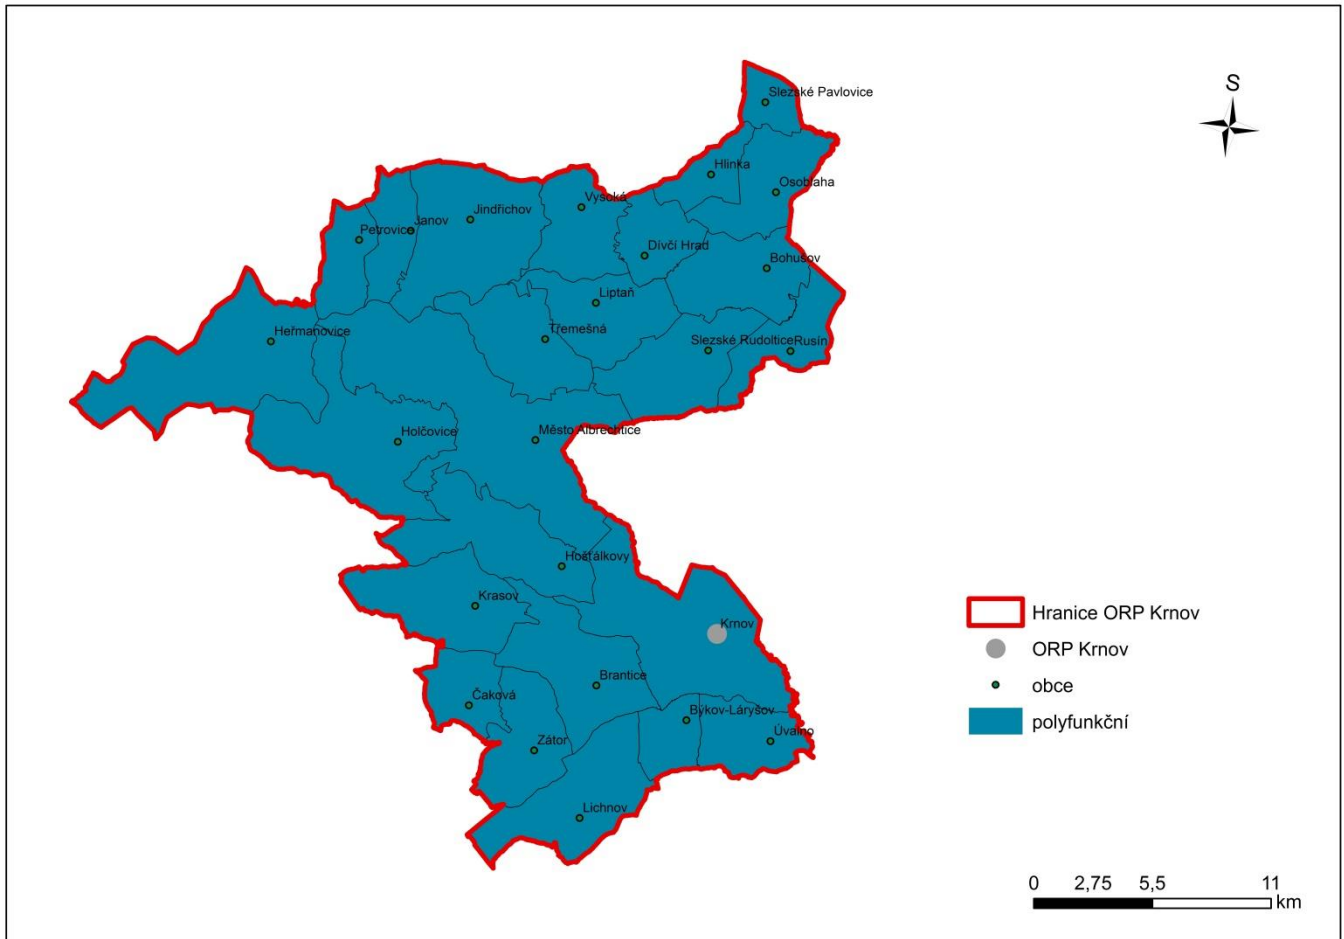 S
Slezské Pavlovice
Hlinka
Osoblaha
Vysoká
Jindřichov
Janov
Petrovice
Dívčí Hrad
Bohušov
Liptaň
Heřmanovice
Třemešná
Slezské Rudoltice
Rusín
Holčovice
Město Albrechtice
Hošťálkovy
Krasov
Krnov
Brantice
Čaková
Býkov-Láryšov
Úvalno
Zátor
Lichnov
Hranice ORP Krnov
ORP Krnov
obce
polyfunkční
0 2,75 5,5 11
km